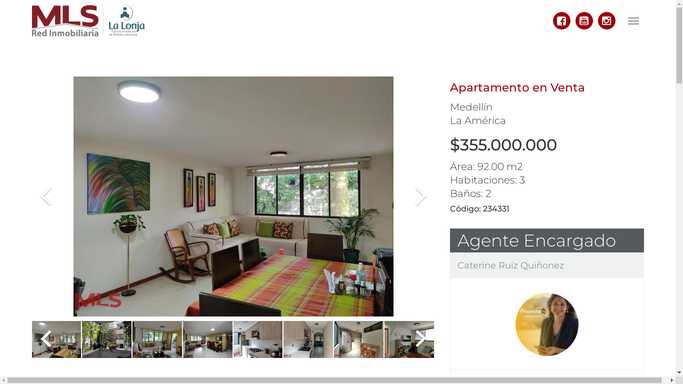 MLS
Red Inmobiliaria
La Lonja
Apartamento en Venta
Medellín
La América
$355.000.000
Área: 92.00 m2
Habitaciones: 3
Baños: 2
Código: 234331
Agente Encargado
Caterine Ruiz Quiñonez
MLS